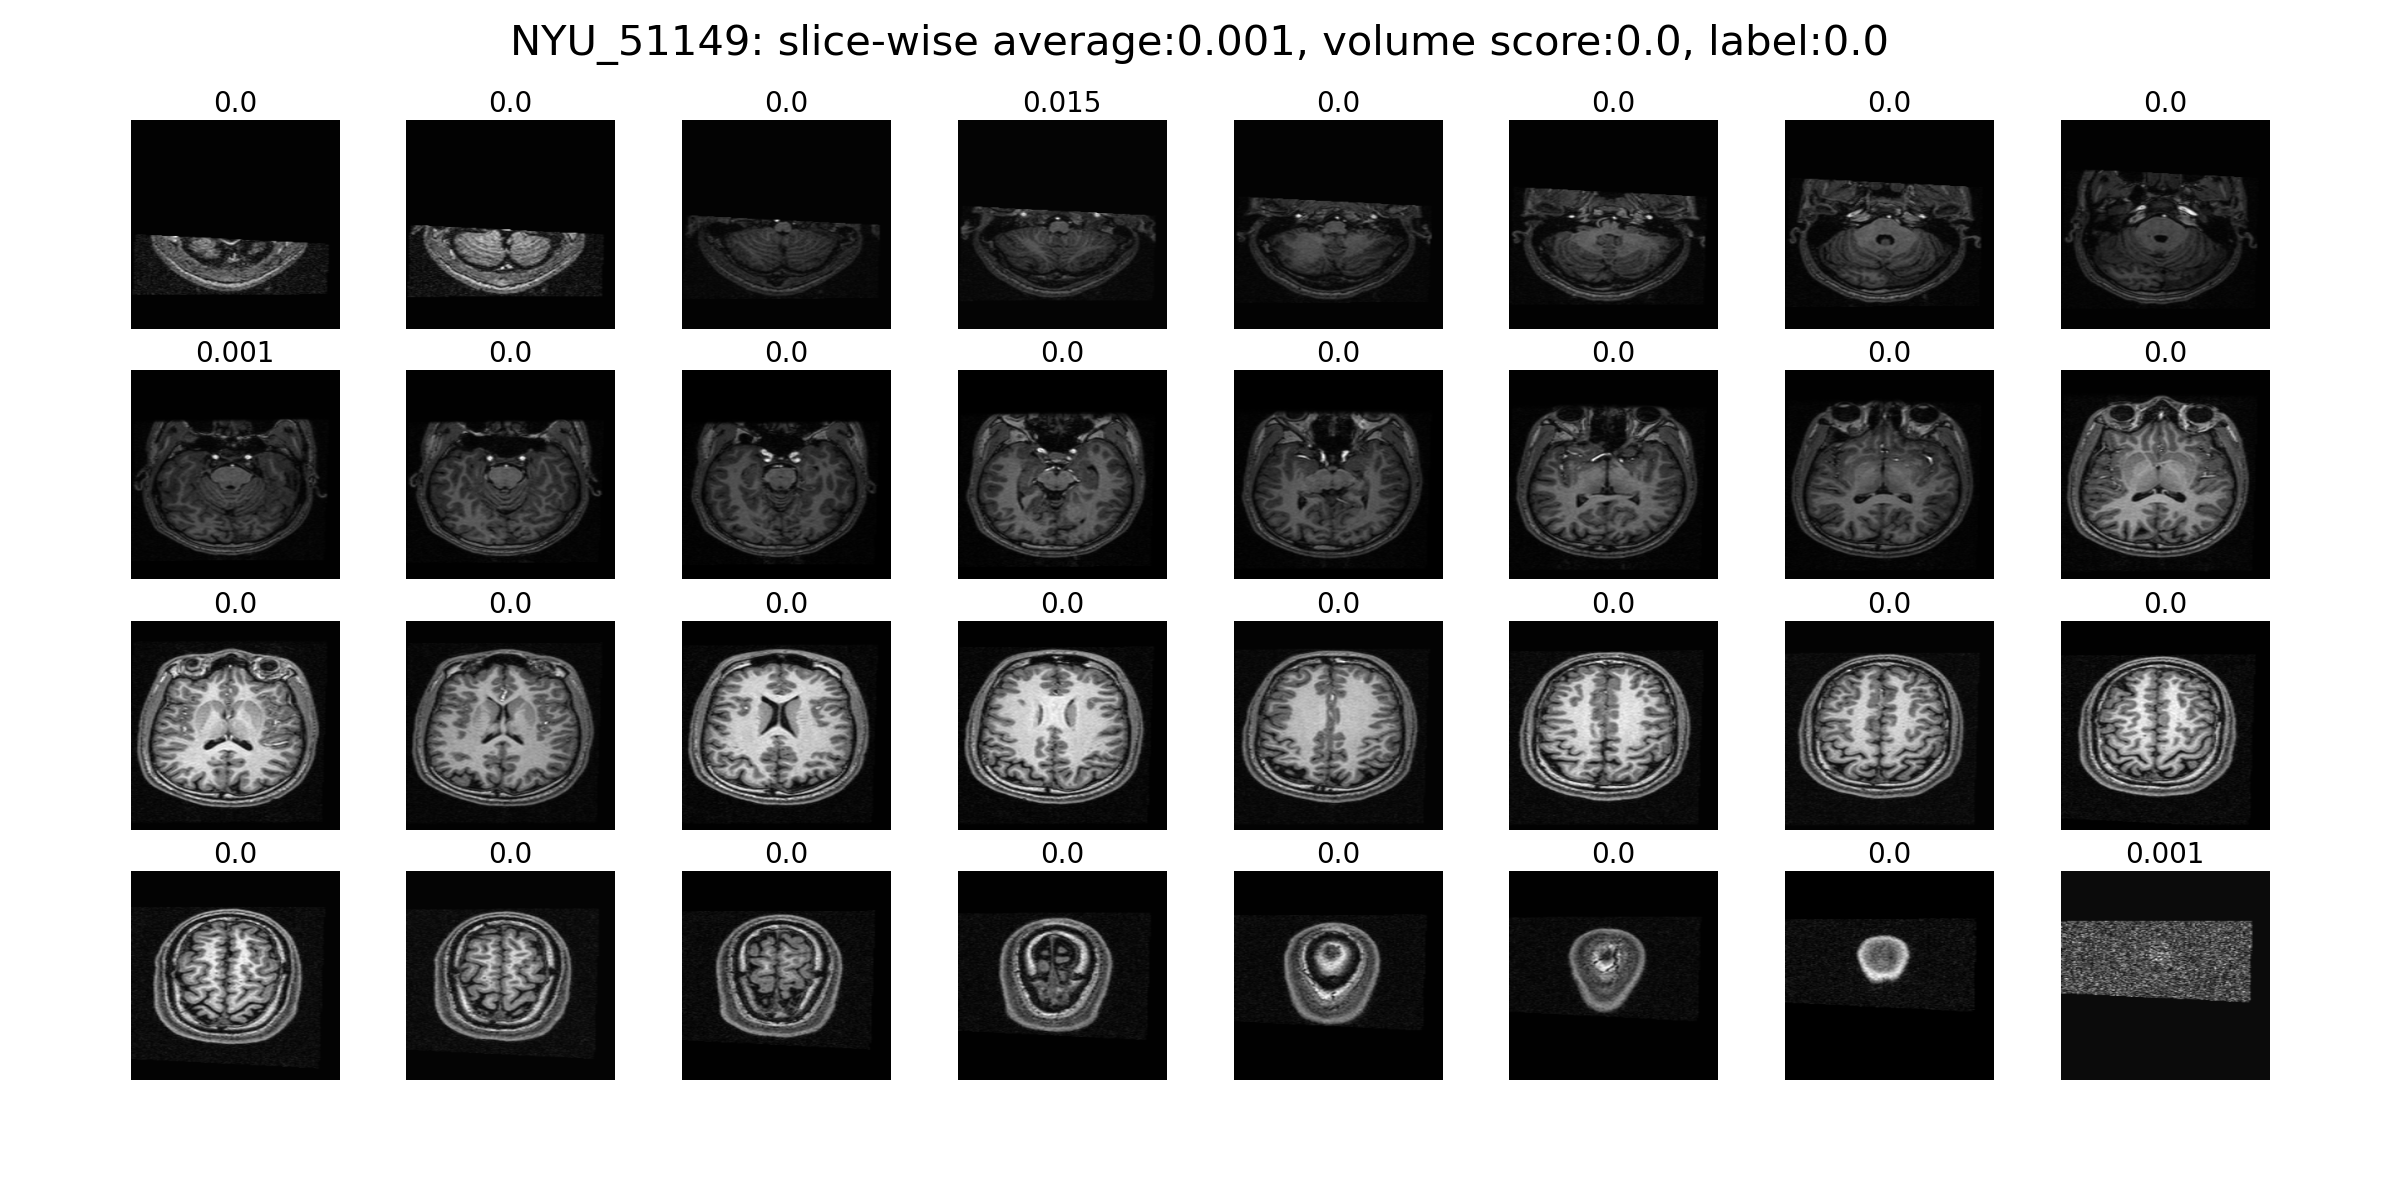 NYU_51149: slice-wise average:0.001, volume score:0.0, label:0.0
0.0 0.0 0.0 0.015 0.0 0.0 0.0 0.0
0.001 0.0 0.0 0.0 0.0 0.0 0.0 0.0
0.0 0.0 0.0 0.0 0.0 0.0 0.0 0.0
0.0 0.0 0.0 0.0 0.0 0.0 0.0 0.001